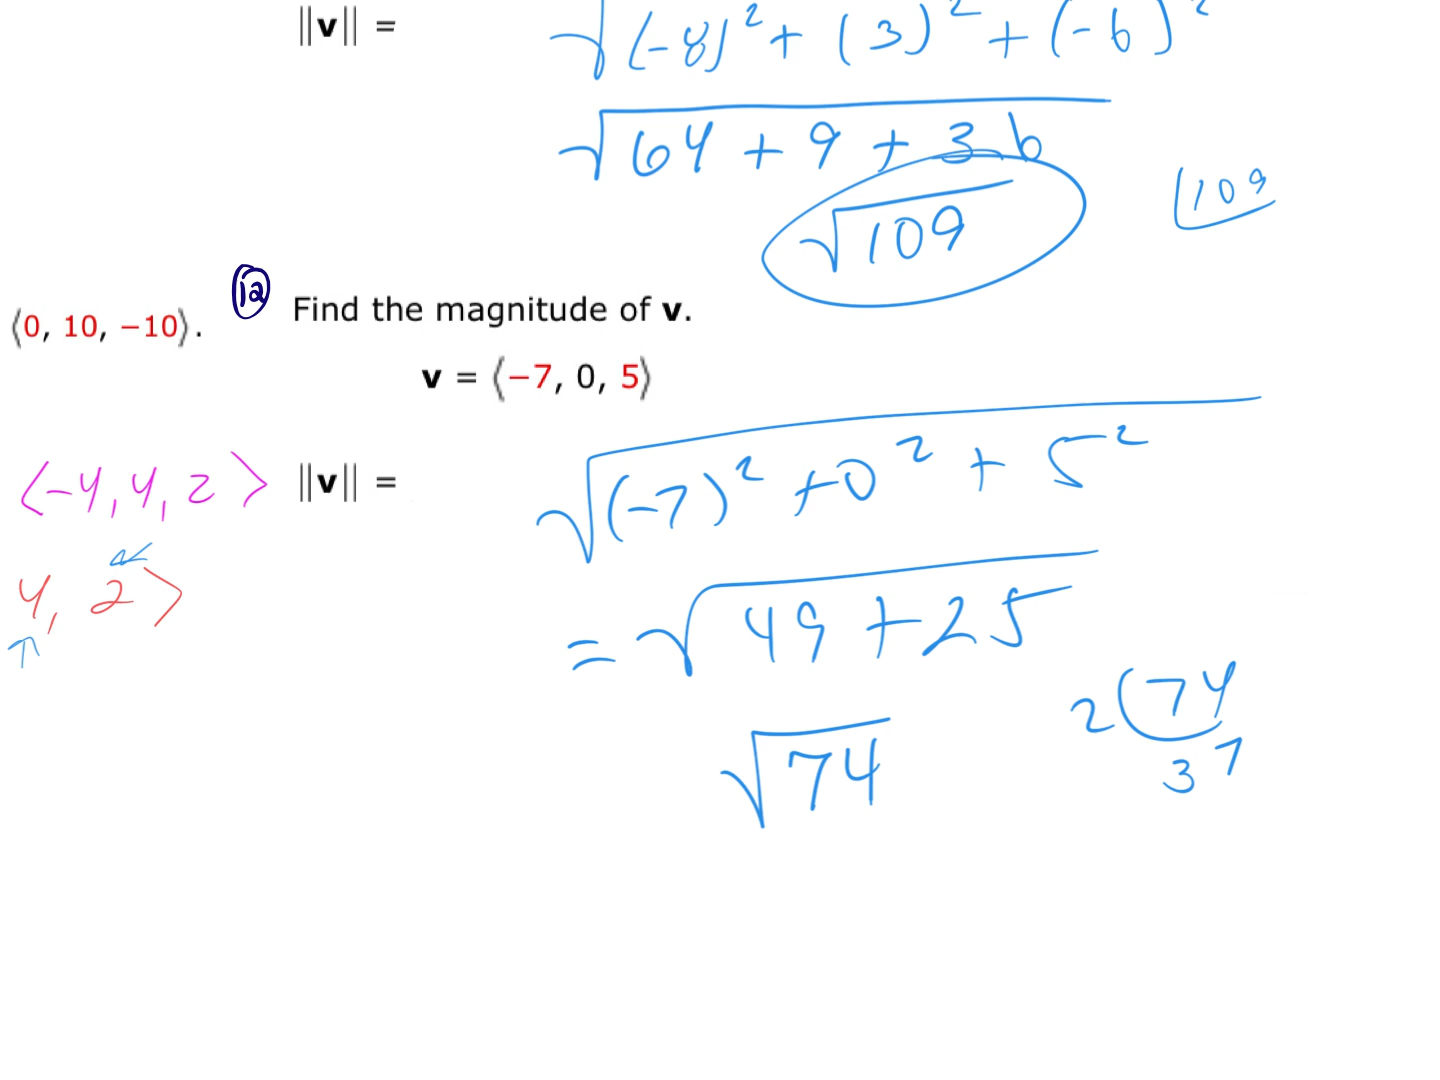 ||v|| = √(-8)² + (3)² + (-6)²
√64 + 9 + 36
√109
109
⟨0, 10, −10⟩.
12 Find the magnitude of v.
v = ⟨−7, 0, 5⟩
⟨-4, 4, 2⟩
||v|| = √(-7)² + 0² + 5²
4, 2⟩
= √49 + 25
√74
2 74
37